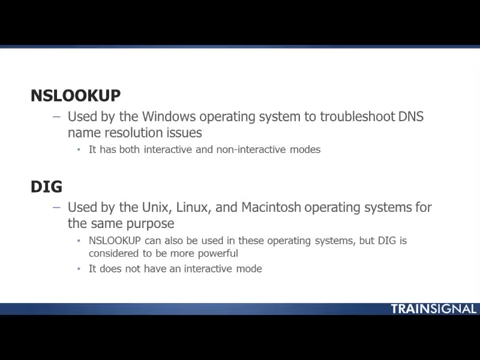 NSLOOKUP
– Used by the Windows operating system to troubleshoot DNS
name resolution issues
• It has both interactive and non-interactive modes
DIG
– Used by the Unix, Linux, and Macintosh operating systems for
the same purpose
• NSLOOKUP can also be used in these operating systems, but DIG is
considered to be more powerful
• It does not have an interactive mode
TRAINSIGNAL